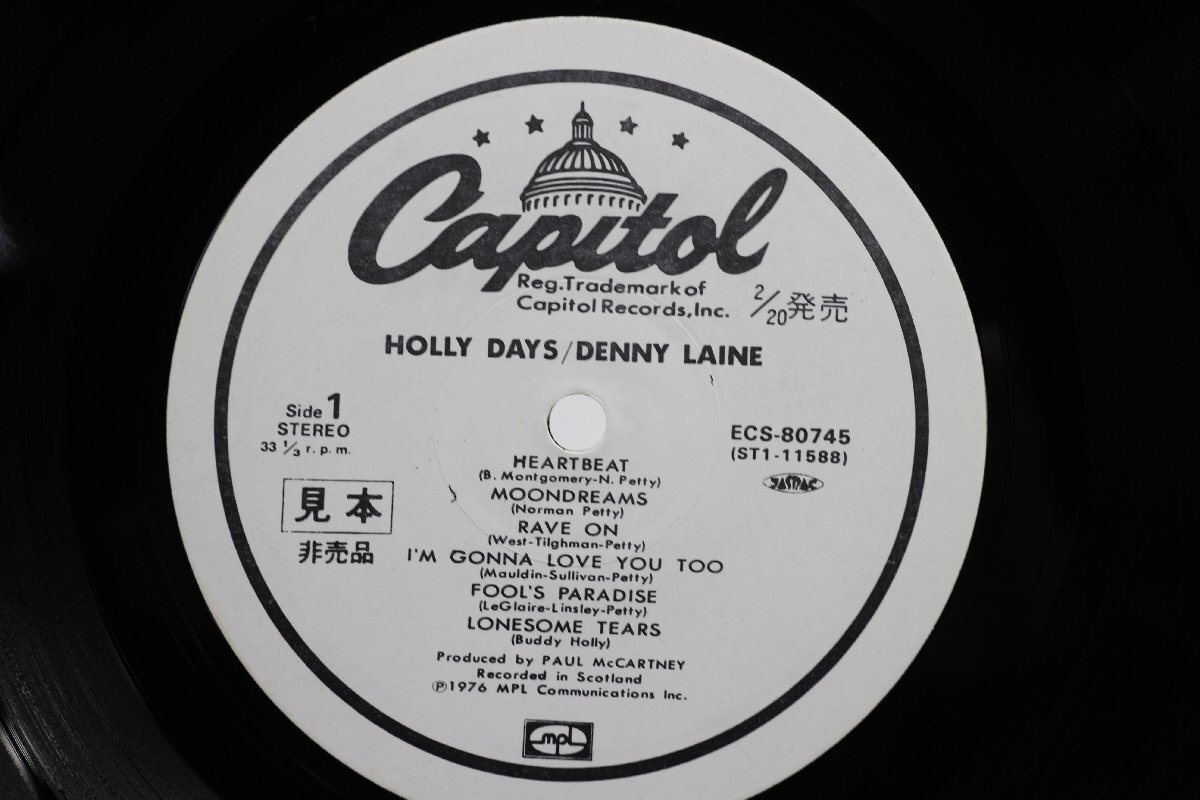 Capitol
Reg.Trademark of
Capitol Records,Inc.
2/20発売
HOLLY DAYS/DENNY LAINE
Side 1
STEREO
33 1/3 r.p.m.
見本
非売品
ECS-80745
(ST1-11588)
JASRAC
HEARTBEAT
(B. Montgomery-N. Petty)
MOONDREAMS
(Norman Petty)
RAVE ON
(West-Tilghman-Petty)
I'M GONNA LOVE YOU TOO
(Mauldin-Sullivan-Petty)
FOOL'S PARADISE
(LeGlaire-Linsley-Petty)
LONESOME TEARS
(Buddy Holly)
Produced by PAUL McCARTNEY
Recorded in Scotland
℗1976 MPL Communications Inc.
mpl